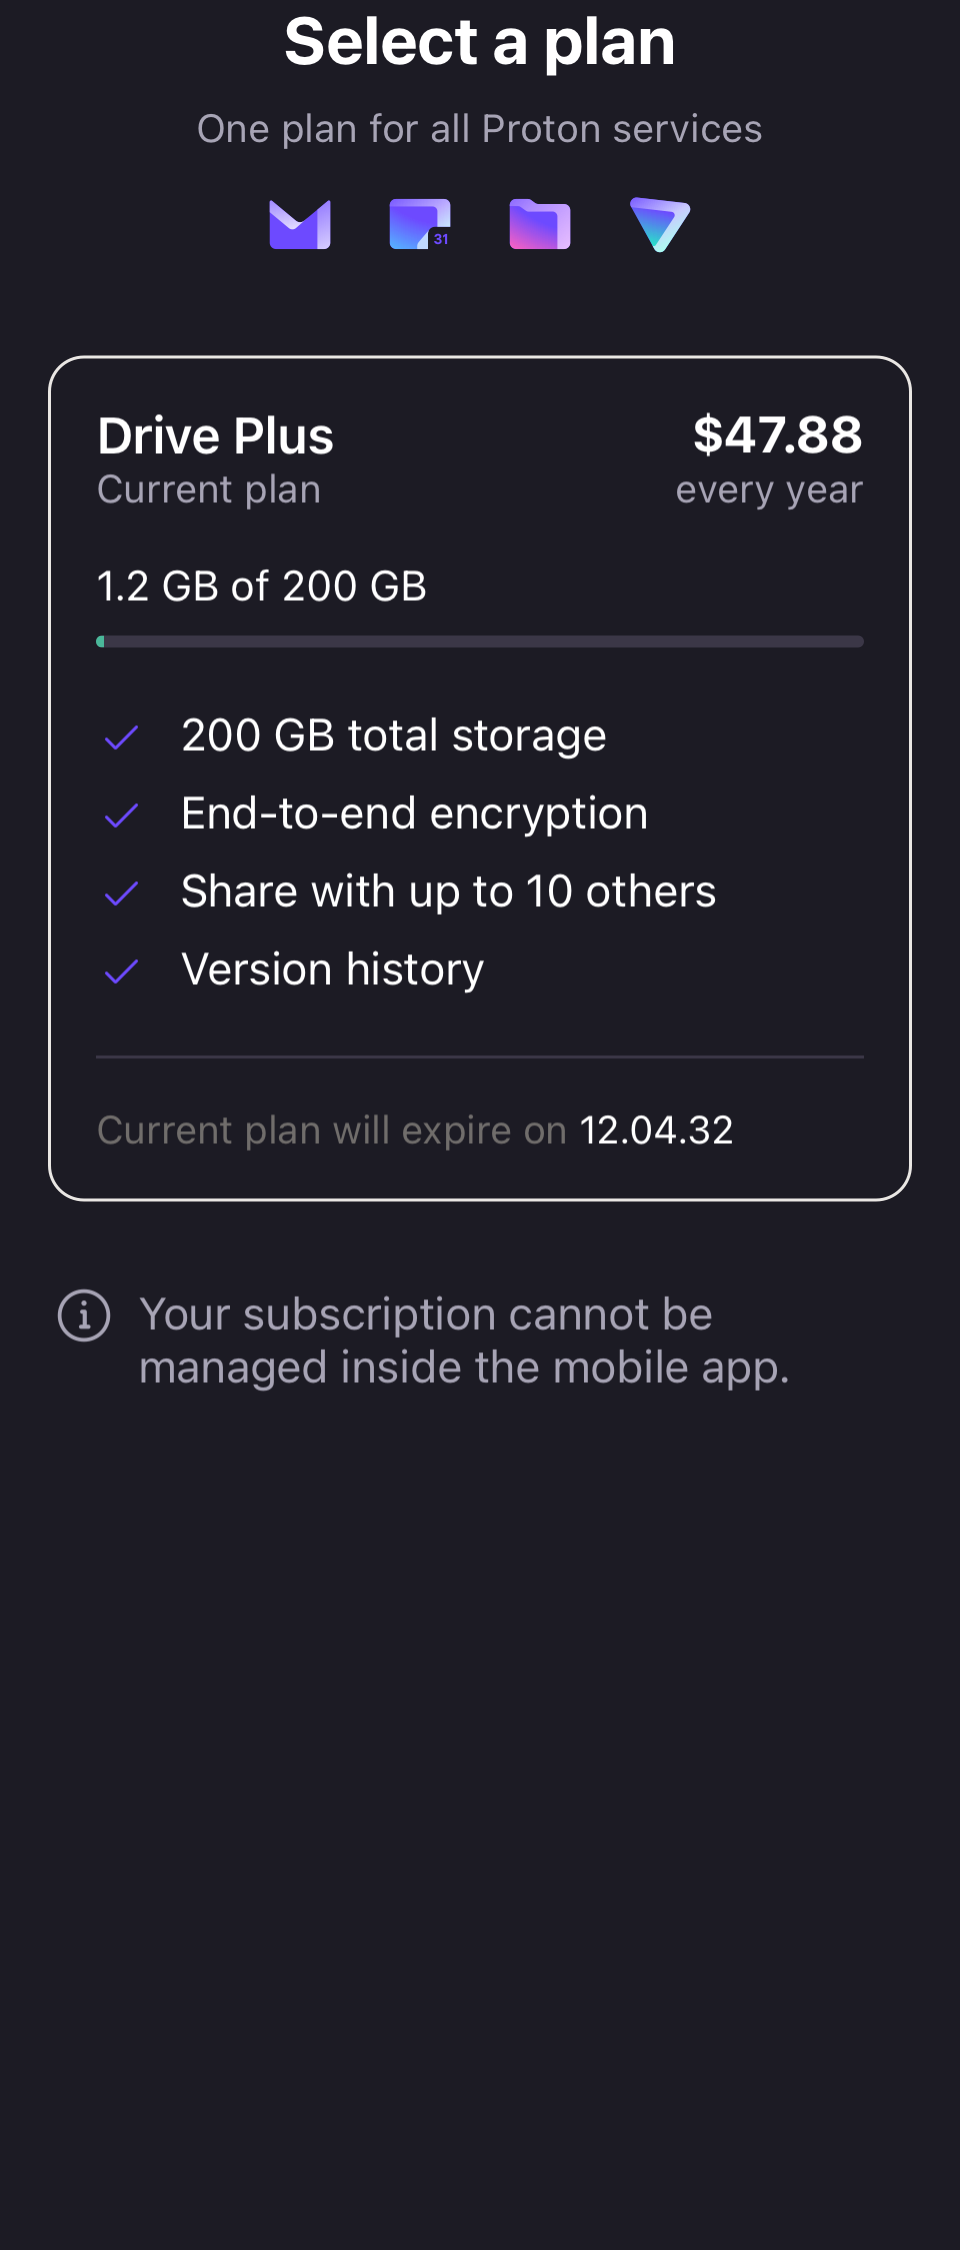 Select a plan
One plan for all Proton services
31
Drive Plus
$47.88
Current plan
every year
1.2 GB of 200 GB
200 GB total storage
End-to-end encryption
Share with up to 10 others
Version history
Current plan will expire on 12.04.32
Your subscription cannot be
managed inside the mobile app.